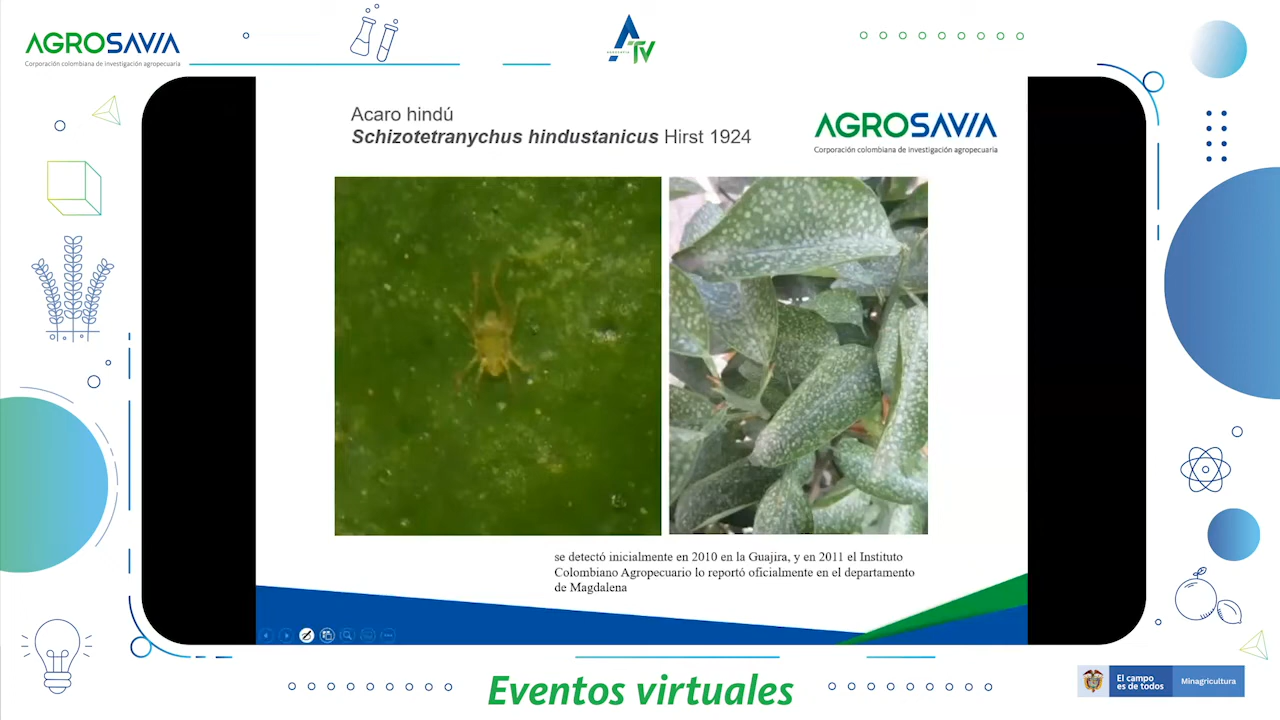 AGROSAVIA
Corporación colombiana de investigación agropecuaria
ATV
Acaro hindú
Schizotetranychus hindustanicus Hirst 1924
AGROSAVIA
Corporación colombiana de investigación agropecuaria
se detectó inicialmente en 2010 en la Guajira, y en 2011 el Instituto
Colombiano Agropecuario lo reportó oficialmente en el departamento
de Magdalena
Eventos virtuales
El campo
es de todos
Minagricultura